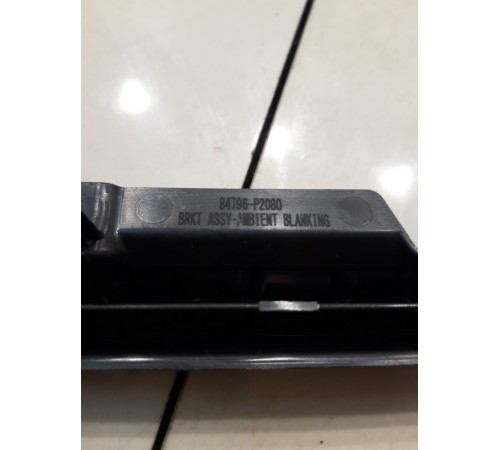 84796-P2080
BRKT ASSY-AMBIENT BLANKING